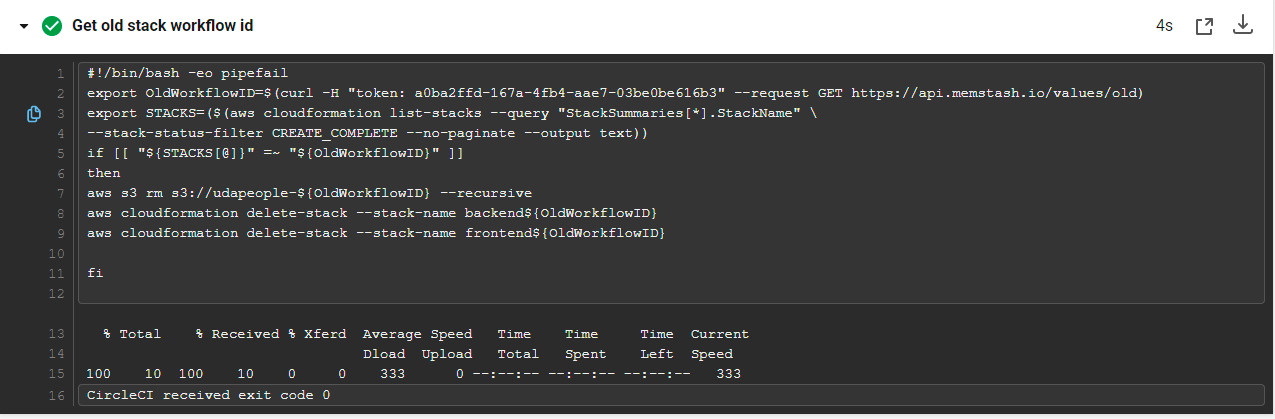 Get old stack workflow id
4s
1 #!/bin/bash -eo pipefail
2 export OldWorkflowID=$(curl -H "token: a0ba2ffd-167a-4fb4-aae7-03be0be616b3" --request GET https://api.memstash.io/values/old)
3 export STACKS=($(aws cloudformation list-stacks --query "StackSummaries[*].StackName" \
4 --stack-status-filter CREATE_COMPLETE --no-paginate --output text))
5 if [[ "${STACKS[@]}" =~ "${OldWorkflowID}" ]]
6 then
7 aws s3 rm s3://udapeople-${OldWorkflowID} --recursive
8 aws cloudformation delete-stack --stack-name backend${OldWorkflowID}
9 aws cloudformation delete-stack --stack-name frontend${OldWorkflowID}
10
11 fi
12
13 % Total % Received % Xferd Average Speed Time Time Time Current
14 Dload Upload Total Spent Left Speed
15 100 10 100 10 0 0 333 0 --:--:-- --:--:-- --:--:-- 333
16 CircleCI received exit code 0